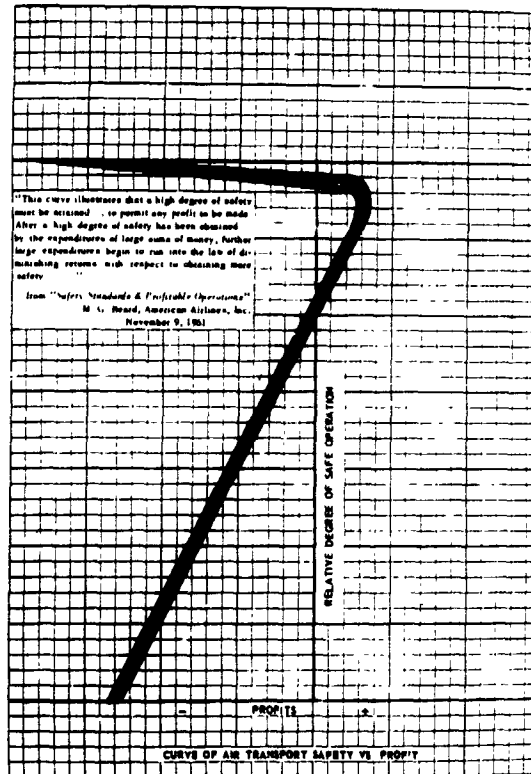 "This curve illustrates that a high degree of safety
must be attained . . . to permit any profit to be made
After a high degree of safety has been obtained
by the expenditures of large sums of money, further
large expenditures begin to run into the law of di-
minishing returns with respect to obtaining more
safety "
from "Safety Standards & Profitable Operations"
M. G. Beard, American Airlines, Inc.
November 9, 1961
RELATIVE DEGREE OF SAFE OPERATION
- PROFITS +
CURVE OF AIR TRANSPORT SAFETY VS PROFIT